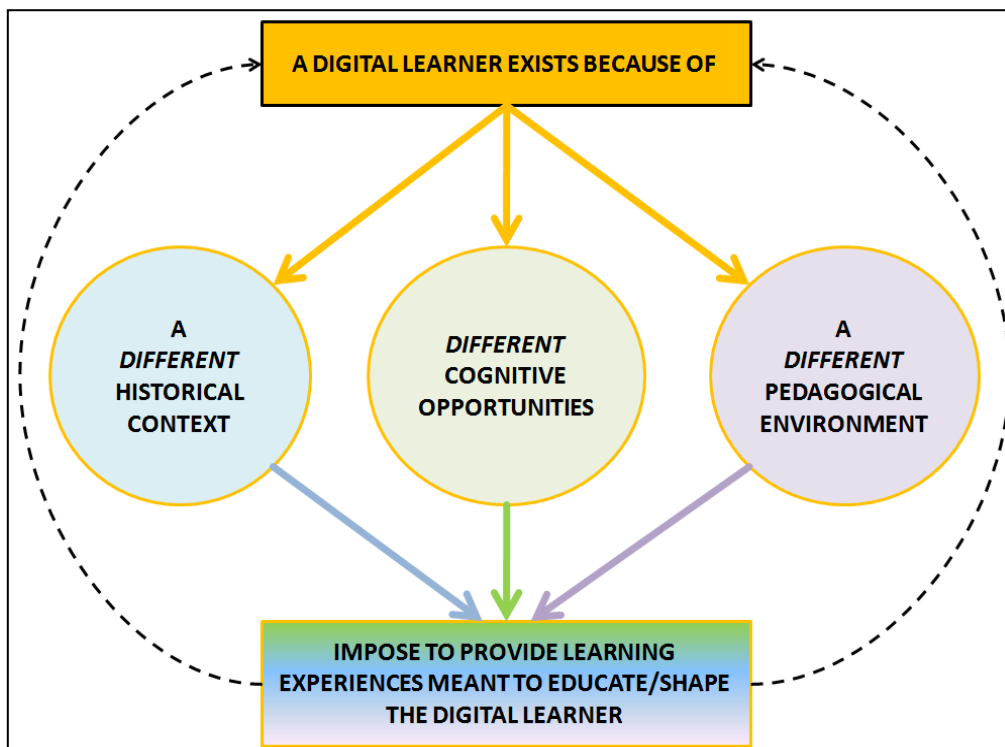 A DIGITAL LEARNER EXISTS BECAUSE OF
A
DIFFERENT
HISTORICAL
CONTEXT
DIFFERENT
COGNITIVE
OPPORTUNITIES
A
DIFFERENT
PEDAGOGICAL
ENVIRONMENT
IMPOSE TO PROVIDE LEARNING
EXPERIENCES MEANT TO EDUCATE/SHAPE
THE DIGITAL LEARNER